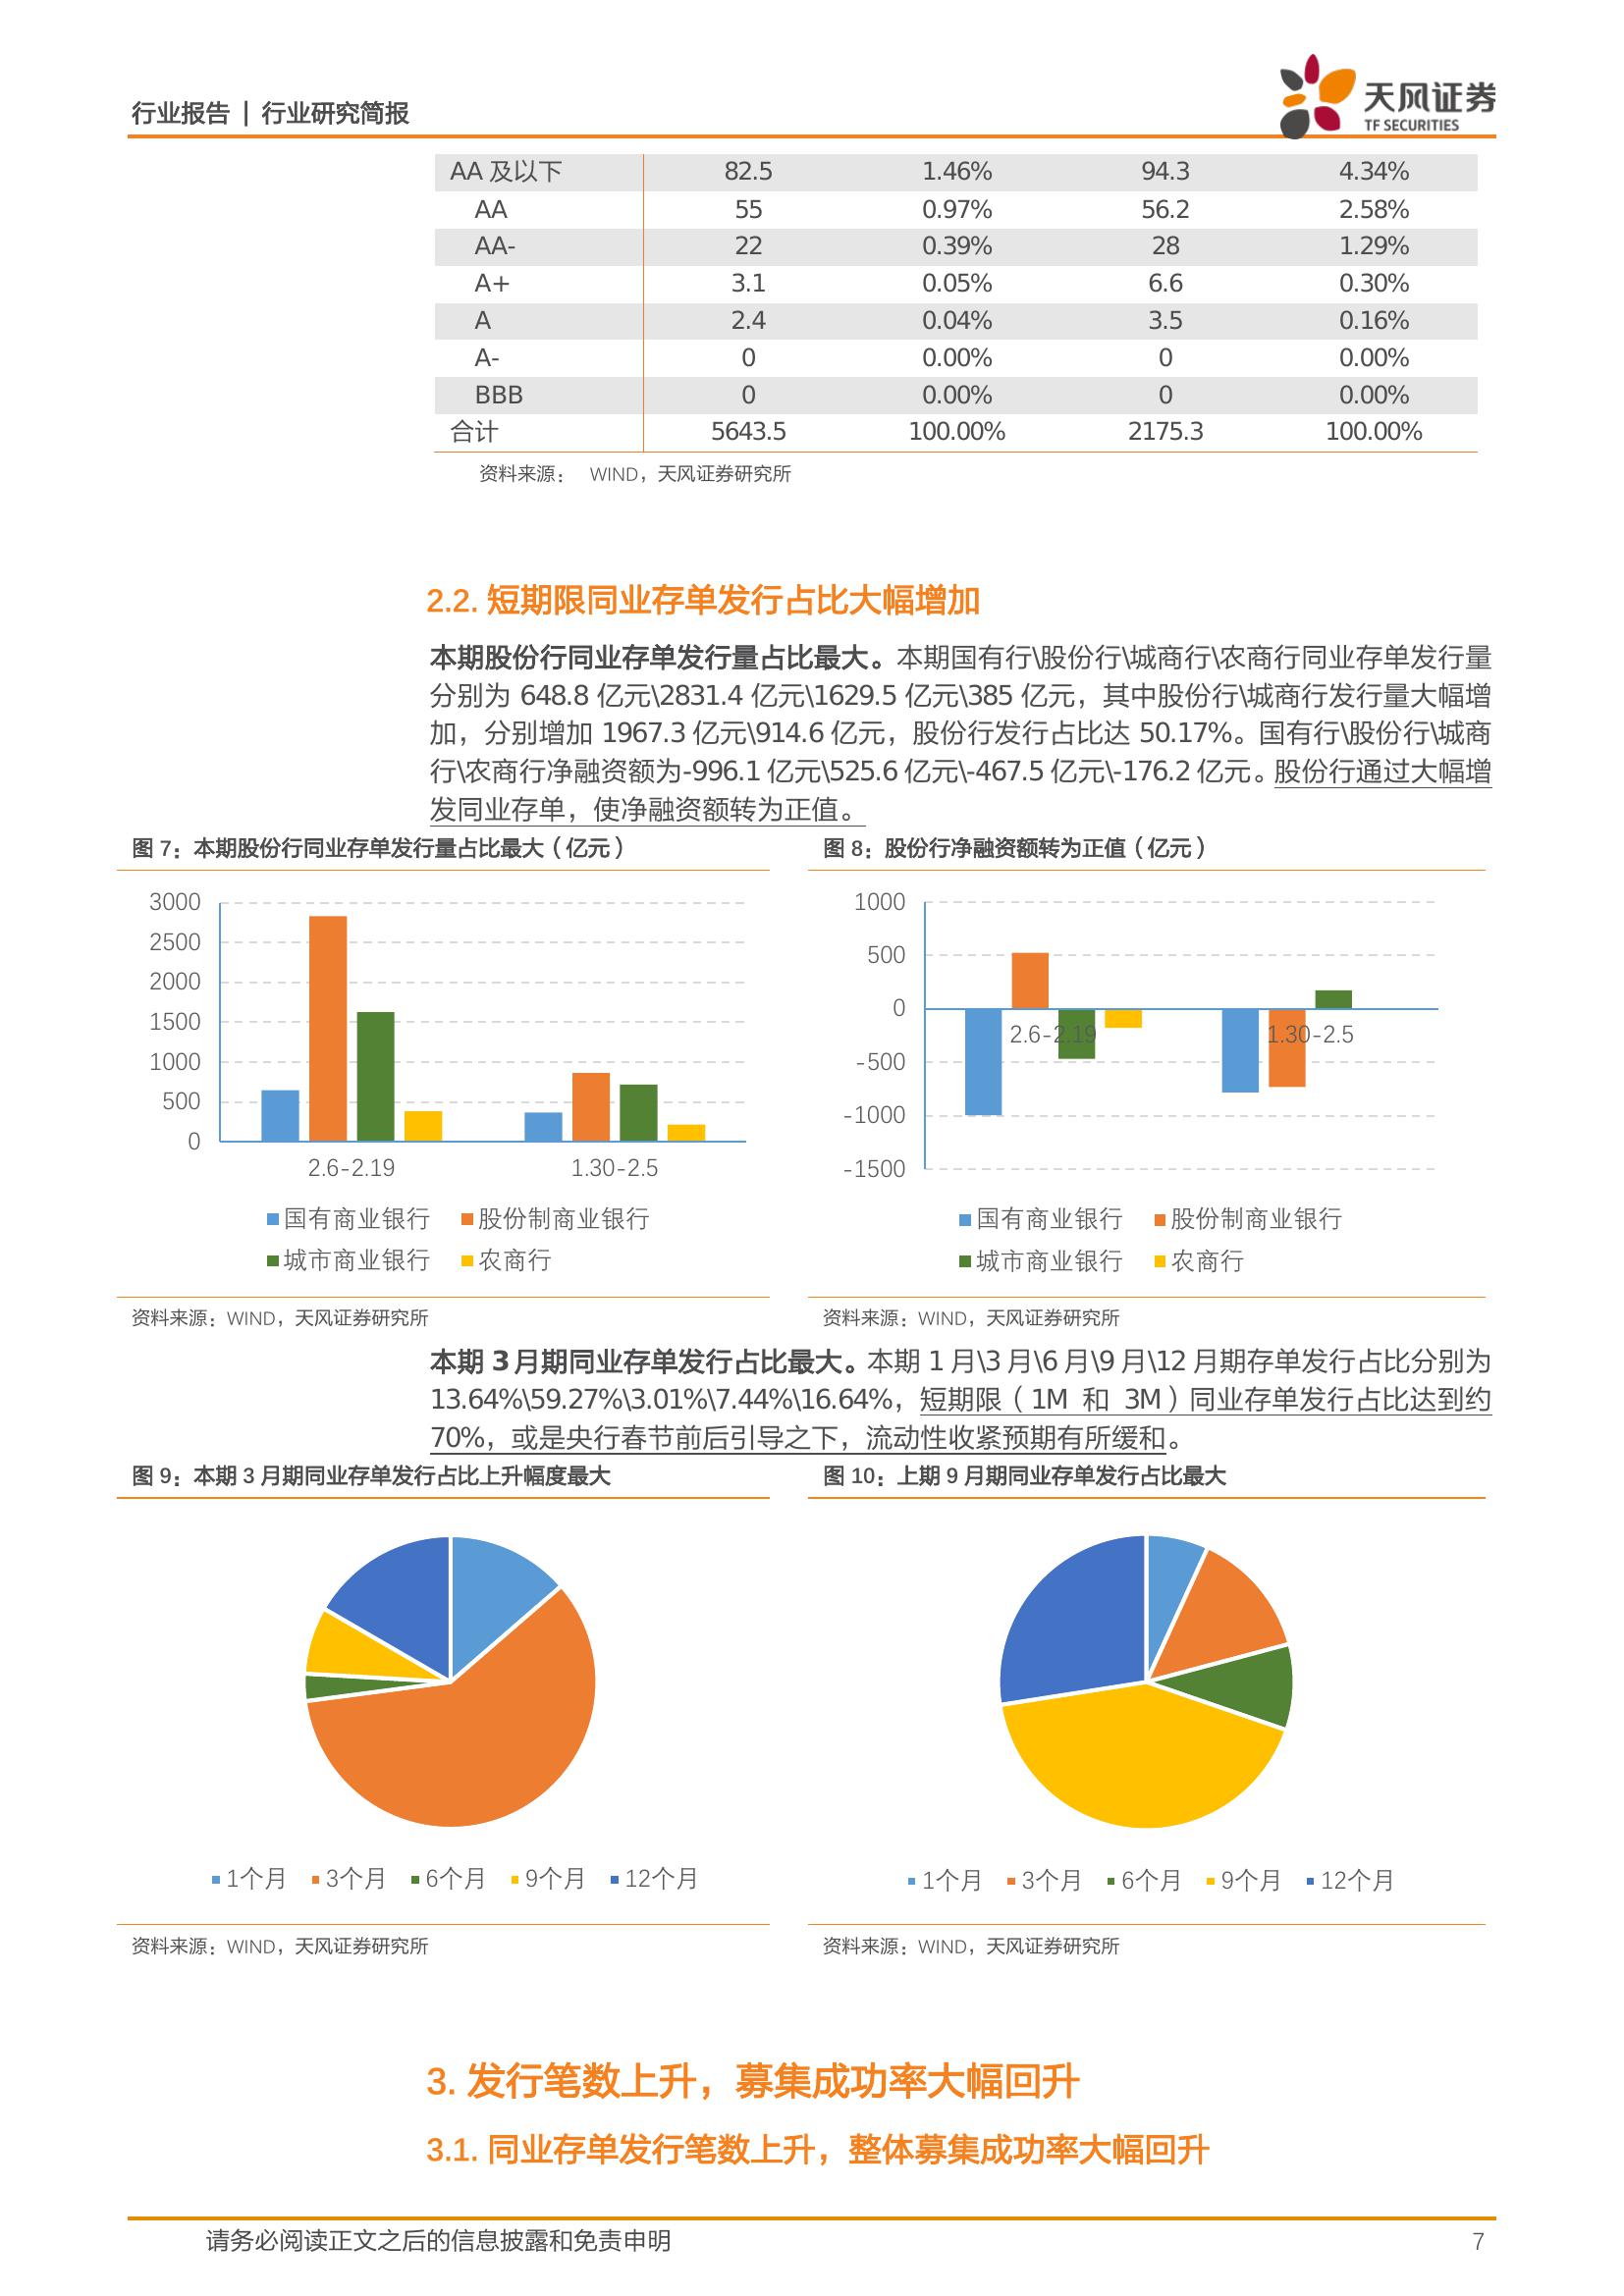 行业报告 | 行业研究简报
天风证券
TF SECURITIES
AA 及以下 82.5 1.46% 94.3 4.34%
AA 55 0.97% 56.2 2.58%
AA- 22 0.39% 28 1.29%
A+ 3.1 0.05% 6.6 0.30%
A 2.4 0.04% 3.5 0.16%
A- 0 0.00% 0 0.00%
BBB 0 0.00% 0 0.00%
合计 5643.5 100.00% 2175.3 100.00%
资料来源： WIND，天风证券研究所
2.2. 短期限同业存单发行占比大幅增加
本期股份行同业存单发行量占比最大。本期国有行\股份行\城商行\农商行同业存单发行量
分别为 648.8 亿元\2831.4 亿元\1629.5 亿元\385 亿元，其中股份行\城商行发行量大幅增
加，分别增加 1967.3 亿元\914.6 亿元，股份行发行占比达 50.17%。国有行\股份行\城商
行\农商行净融资额为-996.1 亿元\525.6 亿元\-467.5 亿元\-176.2 亿元。股份行通过大幅增
发同业存单，使净融资额转为正值。
图 7：本期股份行同业存单发行量占比最大（亿元）
3000
2500
2000
1500
1000
500
0
2.6-2.19 1.30-2.5
国有商业银行 股份制商业银行
城市商业银行 农商行
资料来源：WIND，天风证券研究所
图 8：股份行净融资额转为正值（亿元）
1000
500
0
2.6-2.19 1.30-2.5
-500
-1000
-1500
国有商业银行 股份制商业银行
城市商业银行 农商行
资料来源：WIND，天风证券研究所
本期 3 月期同业存单发行占比最大。本期 1 月\3 月\6 月\9 月\12 月期存单发行占比分别为
13.64%\59.27%\3.01%\7.44%\16.64%，短期限（1M 和 3M）同业存单发行占比达到约
70%，或是央行春节前后引导之下，流动性收紧预期有所缓和。
图 9：本期 3 月期同业存单发行占比上升幅度最大
1个月 3个月 6个月 9个月 12个月
资料来源：WIND，天风证券研究所
图 10：上期 9 月期同业存单发行占比最大
1个月 3个月 6个月 9个月 12个月
资料来源：WIND，天风证券研究所
3. 发行笔数上升，募集成功率大幅回升
3.1. 同业存单发行笔数上升，整体募集成功率大幅回升
请务必阅读正文之后的信息披露和免责申明 7